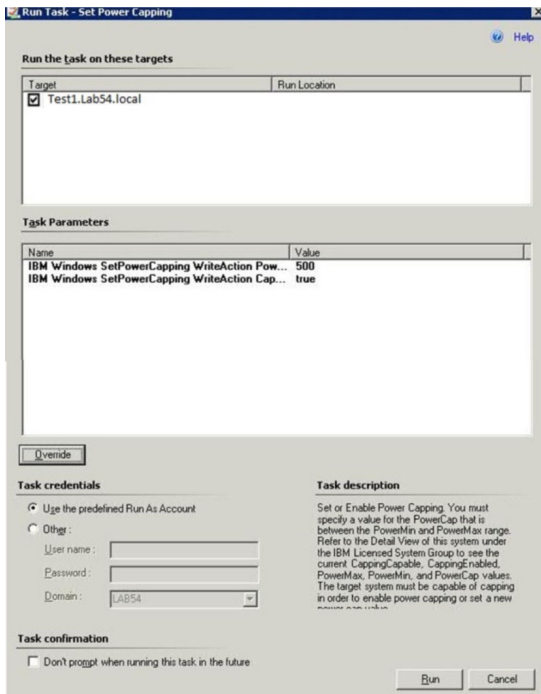 Run Task - Set Power Capping
Help
Run the task on these targets
Target Run Location
Test1.Lab54.local
Task Parameters
Name Value
IBM Windows SetPowerCapping WriteAction Pow... 500
IBM Windows SetPowerCapping WriteAction Cap... true
Override
Task credentials
Use the predefined Run As Account
Other :
User name :
Password :
Domain : LAB54
Task description
Set or Enable Power Capping. You must
specify a value for the PowerCap that is
between the PowerMin and PowerMax range.
Refer to the Detail View of this system under
the IBM Licensed System Group to see the
current CappingCapable, CappingEnabled,
PowerMax, PowerMin, and PowerCap values.
The target system must be capable of capping
in order to enable power capping or set a new
power cap value
Task confirmation
Don't prompt when running this task in the future
Run Cancel